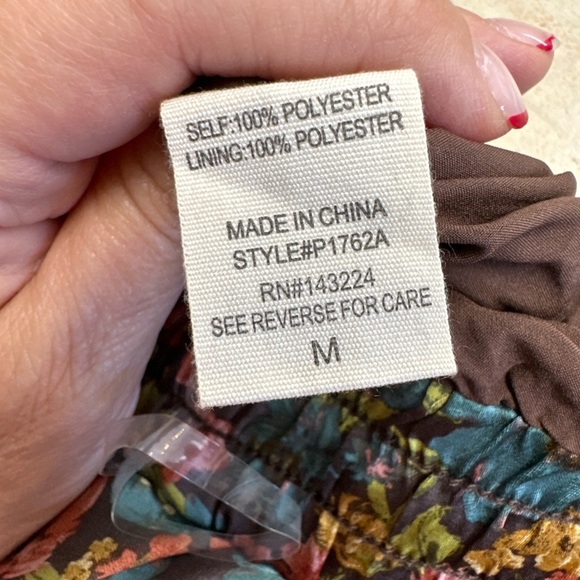 SELF:100% POLYESTER
LINING:100% POLYESTER
MADE IN CHINA
STYLE#P1762A
RN#143224
SEE REVERSE FOR CARE
M